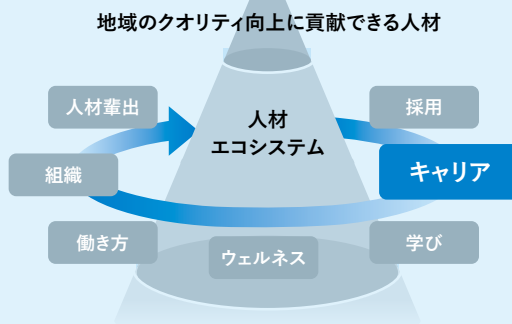 地域のクオリティ向上に貢献できる人材
人材輩出
採用
人材
エコシステム
組織
キャリア
働き方
ウェルネス
学び